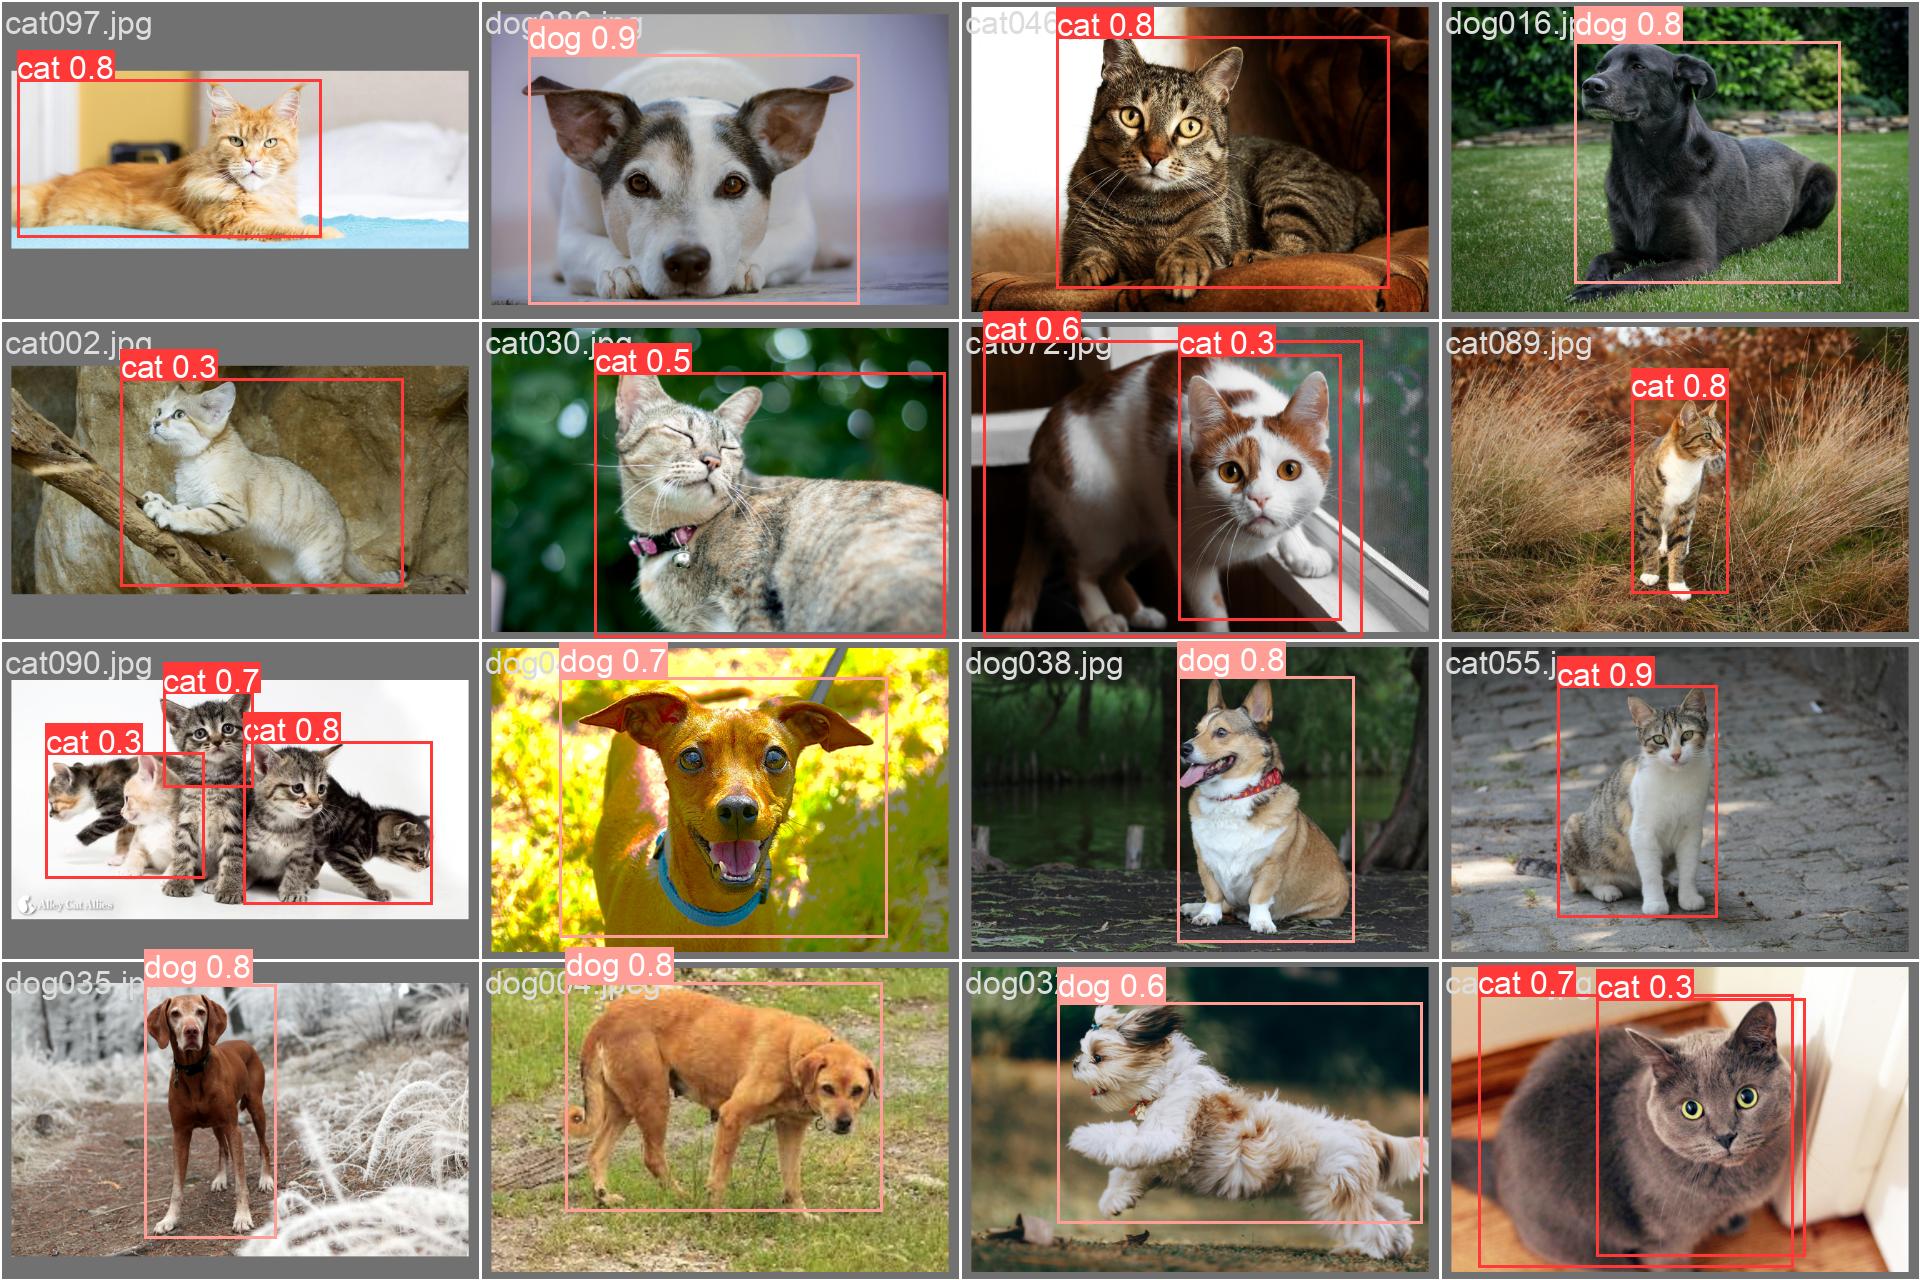 cat097.jpg
cat 0.8
dog 0.9
cat046
cat 0.8
dog016.jp
dog 0.8
cat002.jpg
cat 0.3
cat030.jpg
cat 0.5
cat 0.6
cat072.jpg
cat 0.3
cat089.jpg
cat 0.8
cat090.jpg
cat 0.7
cat 0.3
cat 0.8
Alley Cat Allies
dog0
dog 0.7
dog038.jpg
dog 0.8
cat055.j
cat 0.9
dog035.jp
dog 0.8
dog004.jpeg
dog 0.8
dog03
dog 0.6
cat 0.7
cat 0.3